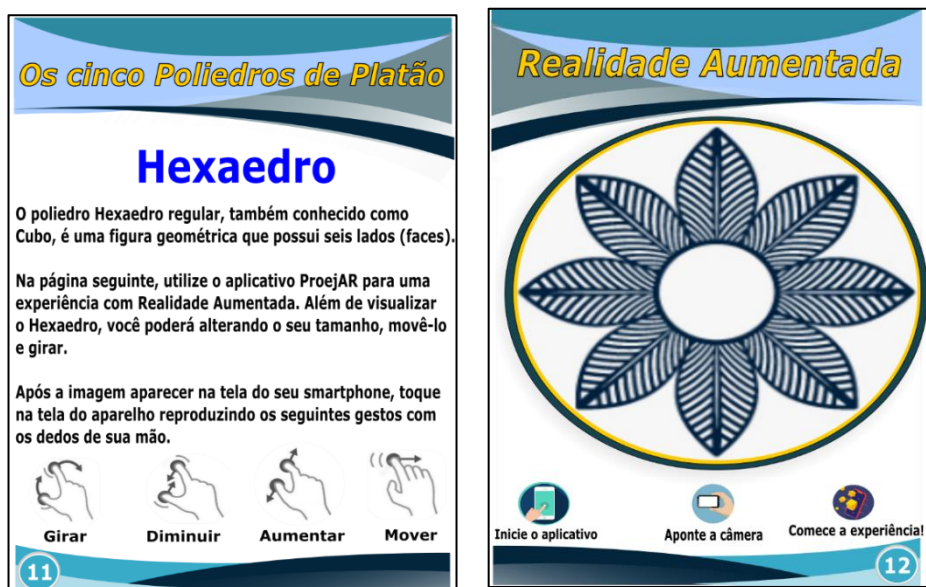 Os cinco Poliedros de Platão
Hexaedro
O poliedro Hexaedro regular, também conhecido como
Cubo, é uma figura geométrica que possui seis lados (faces).
Na página seguinte, utilize o aplicativo ProejAR para uma
experiência com Realidade Aumentada. Além de visualizar
o Hexaedro, você poderá alterando o seu tamanho, movê-lo
e girar.
Após a imagem aparecer na tela do seu smartphone, toque
na tela do aparelho reproduzindo os seguintes gestos com
os dedos de sua mão.
Girar Diminuir Aumentar Mover
11
Realidade Aumentada
Inicie o aplicativo Aponte a câmera Comece a experiência!
12